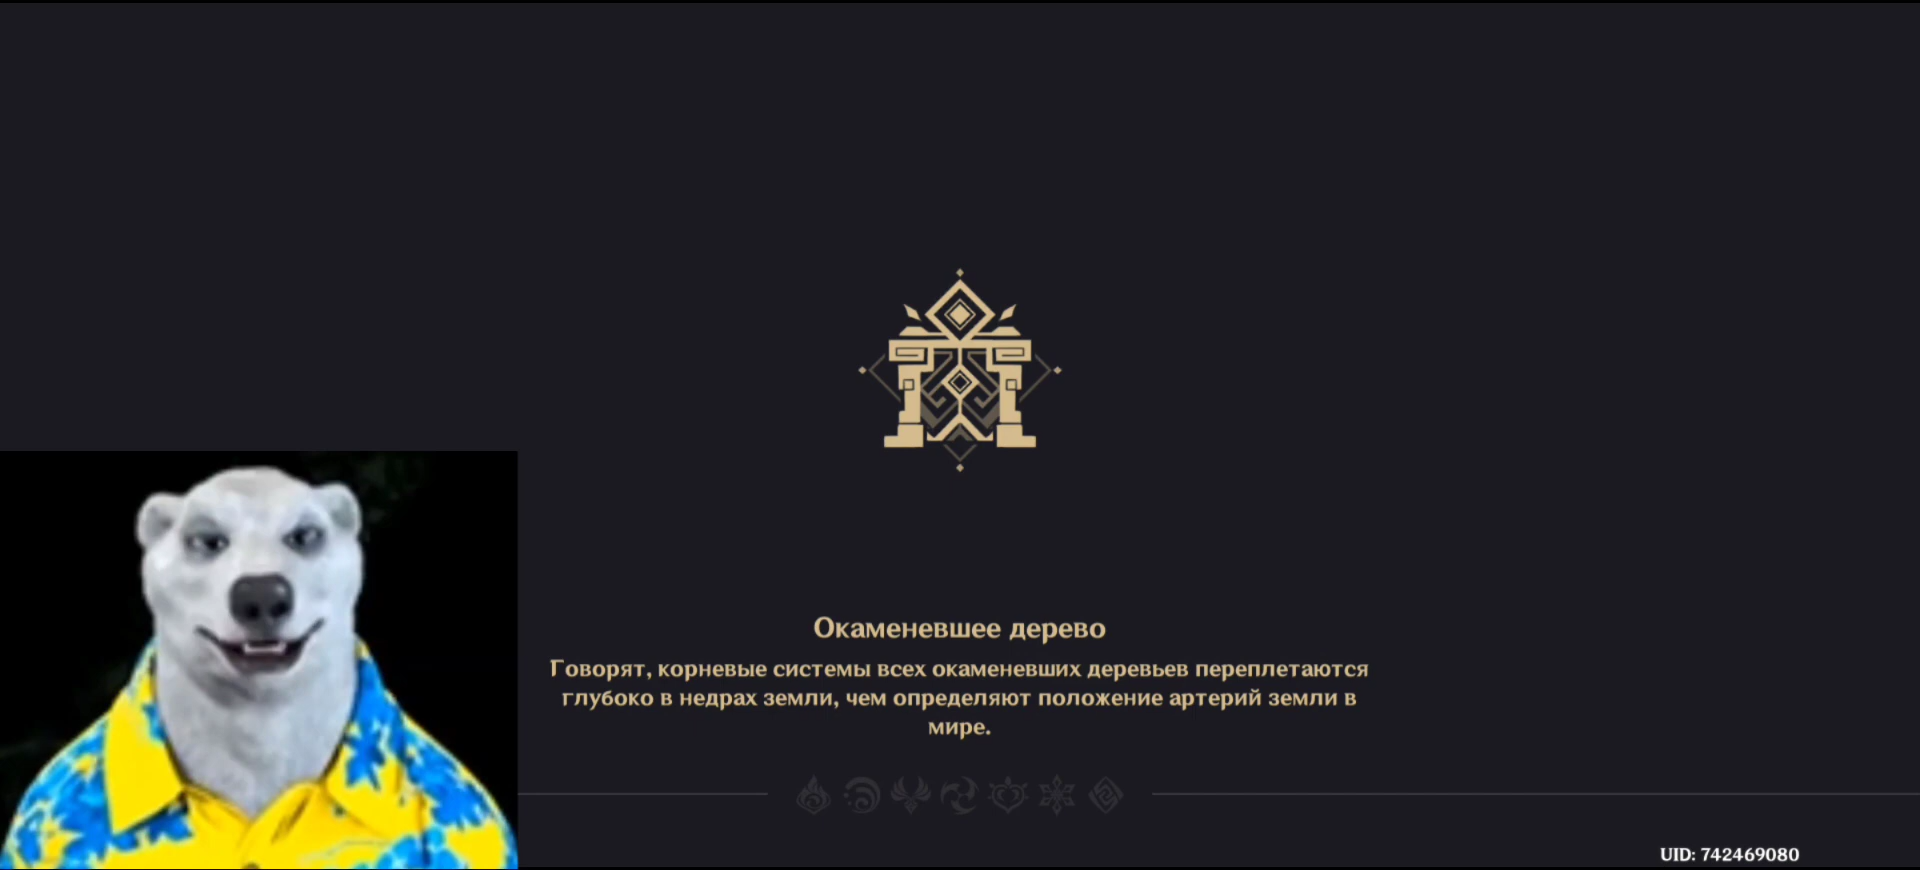 Окаменевшее дерево
Говорят, корневые системы всех окаменевших деревьев переплетаются
глубоко в недрах земли, чем определяют положение артерий земли в
мире.
UID: 742469080